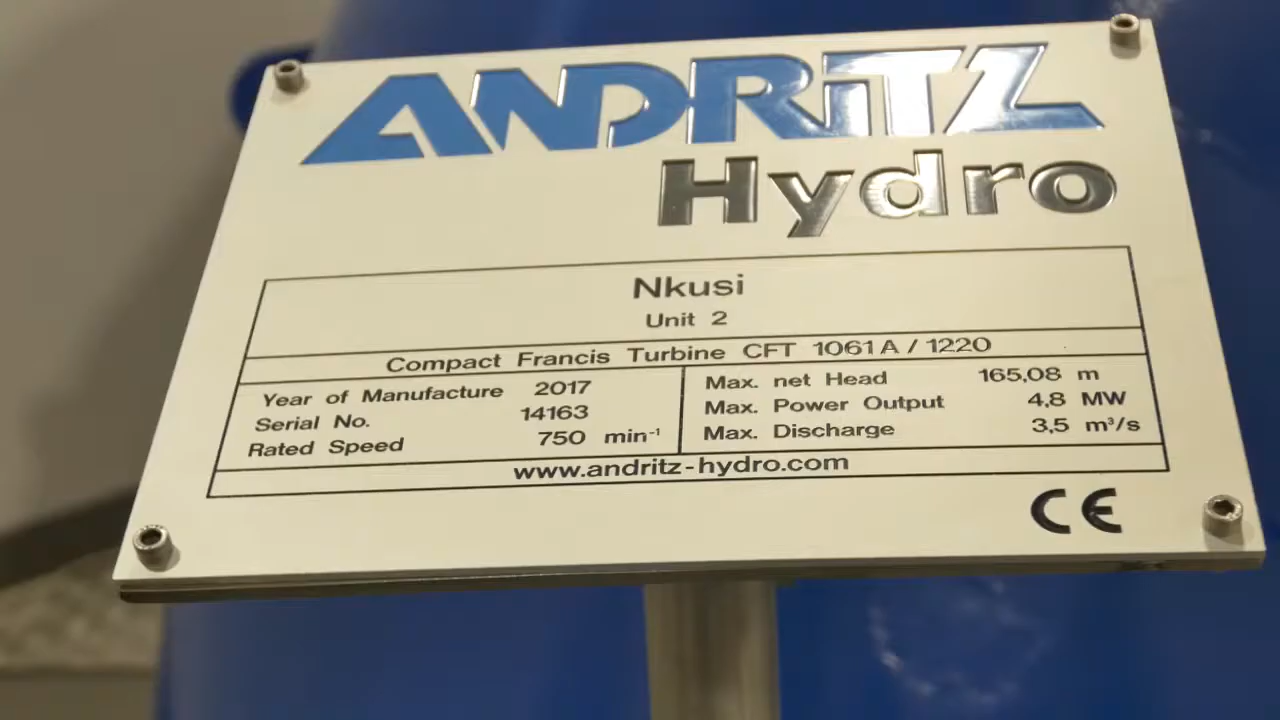 ANDRITZ
Hydro
Nkusi
Unit 2
Compact Francis Turbine CFT 1061 A / 1220
Year of Manufacture 2017
Serial No. 14163
Rated Speed 750 min⁻¹
Max. net Head 165,08 m
Max. Power Output 4,8 MW
Max. Discharge 3,5 m³/s
www.andritz-hydro.com
CE